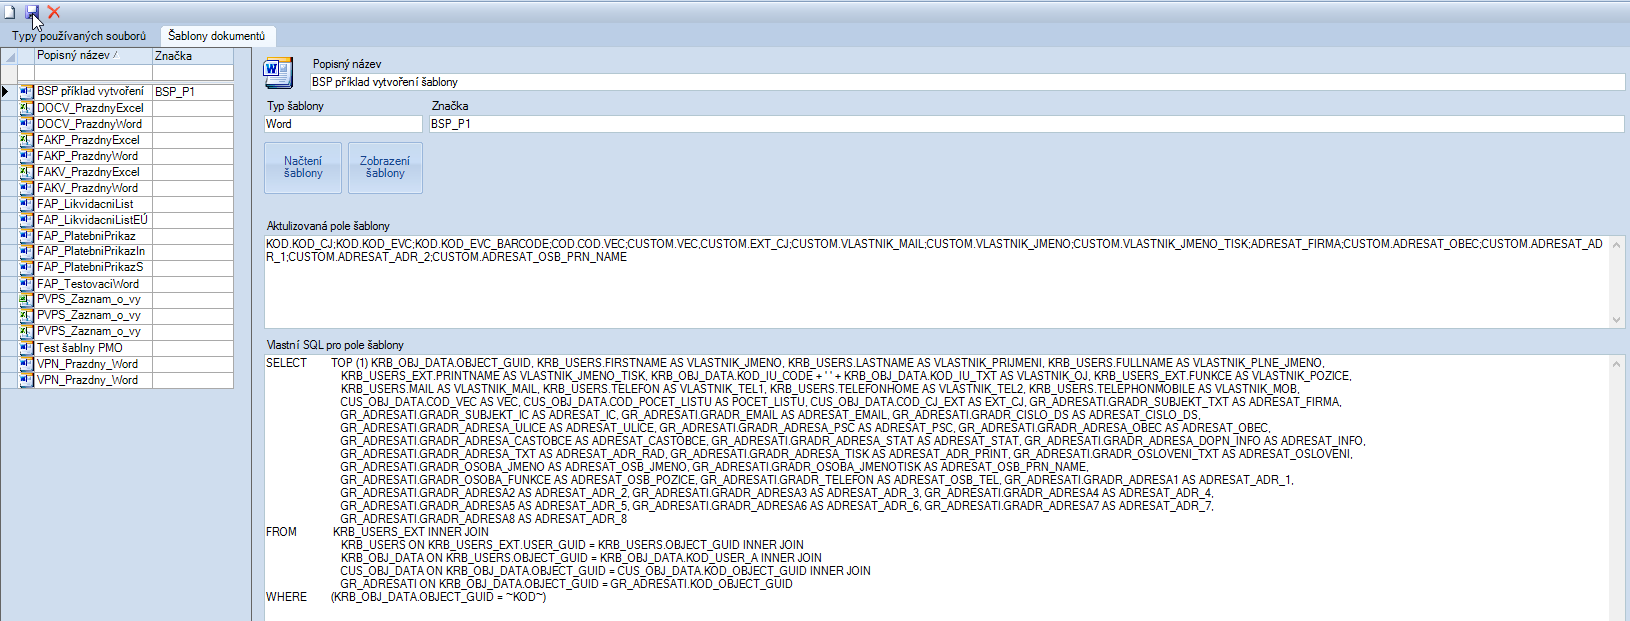 Typy používaných souborů
Šablony dokumentů
Popisný název
Značka
BSP příklad vytvoření
BSP_P1
DOCV_PrazdnyExcel
DOCV_PrazdnyWord
FAKP_PrazdnyExcel
FAKP_PrazdnyWord
FAKV_PrazdnyExcel
FAKV_PrazdnyWord
FAP_LikvidacniList
FAP_LikvidacniListEÚ
FAP_PlatebniPrikaz
FAP_PlatebniPrikazIn
FAP_PlatebniPrikazS
FAP_TestovaciWord
PVPS_Zaznam_o_vy
PVPS_Zaznam_o_vy
PVPS_Zaznam_o_vy
Test šablny PMO
VPN_Prazdny_Word
VPN_Prazdny_Word
Popisný název
BSP příklad vytvoření šablony
Typ šablony
Značka
Word
BSP_P1
Načtení
šablony
Zobrazení
šablony
Aktulizovaná pole šablony
KOD.KOD_CJ;KOD.KOD_EVC;KOD.KOD_EVC_BARCODE;COD.COD.VEC;CUSTOM.VEC,CUSTOM.EXT_CJ;CUSTOM.VLASTNIK_MAIL;CUSTOM.VLASTNIK_JMENO;CUSTOM.VLASTNIK_JMENO_TISK;ADRESAT_FIRMA;CUSTOM.ADRESAT_OBEC;CUSTOM.ADRESAT_AD
R_1;CUSTOM.ADRESAT_ADR_2;CUSTOM.ADRESAT_OSB_PRN_NAME
Vlastní SQL pro pole šablony
SELECT TOP (1) KRB_OBJ_DATA.OBJECT_GUID, KRB_USERS.FIRSTNAME AS VLASTNIK_JMENO, KRB_USERS.LASTNAME AS VLASTNIK_PRIJMENI, KRB_USERS.FULLNAME AS VLASTNIK_PLNE_JMENO,
KRB_USERS_EXT.PRINTNAME AS VLASTNIK_JMENO_TISK, KRB_OBJ_DATA.KOD_IU_CODE + ' ' + KRB_OBJ_DATA.KOD_IU_TXT AS VLASTNIK_OJ, KRB_USERS_EXT.FUNKCE AS VLASTNIK_POZICE,
KRB_USERS.MAIL AS VLASTNIK_MAIL, KRB_USERS.TELEFON AS VLASTNIK_TEL1, KRB_USERS.TELEFONHOME AS VLASTNIK_TEL2, KRB_USERS.TELEPHONMOBILE AS VLASTNIK_MOB,
CUS_OBJ_DATA.COD_VEC AS VEC, CUS_OBJ_DATA.COD_POCET_LISTU AS POCET_LISTU, CUS_OBJ_DATA.COD_CJ_EXT AS EXT_CJ, GR_ADRESATI.GRADR_SUBJEKT_TXT AS ADRESAT_FIRMA,
GR_ADRESATI.GRADR_SUBJEKT_IC AS ADRESAT_IC, GR_ADRESATI.GRADR_EMAIL AS ADRESAT_EMAIL, GR_ADRESATI.GRADR_CISLO_DS AS ADRESAT_CISLO_DS,
GR_ADRESATI.GRADR_ADRESA_ULICE AS ADRESAT_ULICE, GR_ADRESATI.GRADR_ADRESA_PSC AS ADRESAT_PSC, GR_ADRESATI.GRADR_ADRESA_OBEC AS ADRESAT_OBEC,
GR_ADRESATI.GRADR_ADRESA_CASTOBCE AS ADRESAT_CASTOBCE, GR_ADRESATI.GRADR_ADRESA_STAT AS ADRESAT_STAT, GR_ADRESATI.GRADR_ADRESA_DOPN_INFO AS ADRESAT_INFO,
GR_ADRESATI.GRADR_ADRESA_TXT AS ADRESAT_ADR_RAD, GR_ADRESATI.GRADR_ADRESA_TISK AS ADRESAT_ADR_PRINT, GR_ADRESATI.GRADR_OSLOVENI_TXT AS ADRESAT_OSLOVENI,
GR_ADRESATI.GRADR_OSOBA_JMENO AS ADRESAT_OSB_JMENO, GR_ADRESATI.GRADR_OSOBA_JMENOTISK AS ADRESAT_OSB_PRN_NAME,
GR_ADRESATI.GRADR_OSOBA_FUNKCE AS ADRESAT_OSB_POZICE, GR_ADRESATI.GRADR_TELEFON AS ADRESAT_OSB_TEL, GR_ADRESATI.GRADR_ADRESA1 AS ADRESAT_ADR_1,
GR_ADRESATI.GRADR_ADRESA2 AS ADRESAT_ADR_2, GR_ADRESATI.GRADR_ADRESA3 AS ADRESAT_ADR_3, GR_ADRESATI.GRADR_ADRESA4 AS ADRESAT_ADR_4,
GR_ADRESATI.GRADR_ADRESA5 AS ADRESAT_ADR_5, GR_ADRESATI.GRADR_ADRESA6 AS ADRESAT_ADR_6, GR_ADRESATI.GRADR_ADRESA7 AS ADRESAT_ADR_7,
GR_ADRESATI.GRADR_ADRESA8 AS ADRESAT_ADR_8
FROM KRB_USERS_EXT INNER JOIN
KRB_USERS ON KRB_USERS_EXT.USER_GUID = KRB_USERS.OBJECT_GUID INNER JOIN
KRB_OBJ_DATA ON KRB_USERS.OBJECT_GUID = KRB_OBJ_DATA.KOD_USER_A INNER JOIN
CUS_OBJ_DATA ON KRB_OBJ_DATA.OBJECT_GUID = CUS_OBJ_DATA.KOD_OBJECT_GUID INNER JOIN
GR_ADRESATI ON KRB_OBJ_DATA.OBJECT_GUID = GR_ADRESATI.KOD_OBJECT_GUID
WHERE (KRB_OBJ_DATA.OBJECT_GUID = ~KOD~)